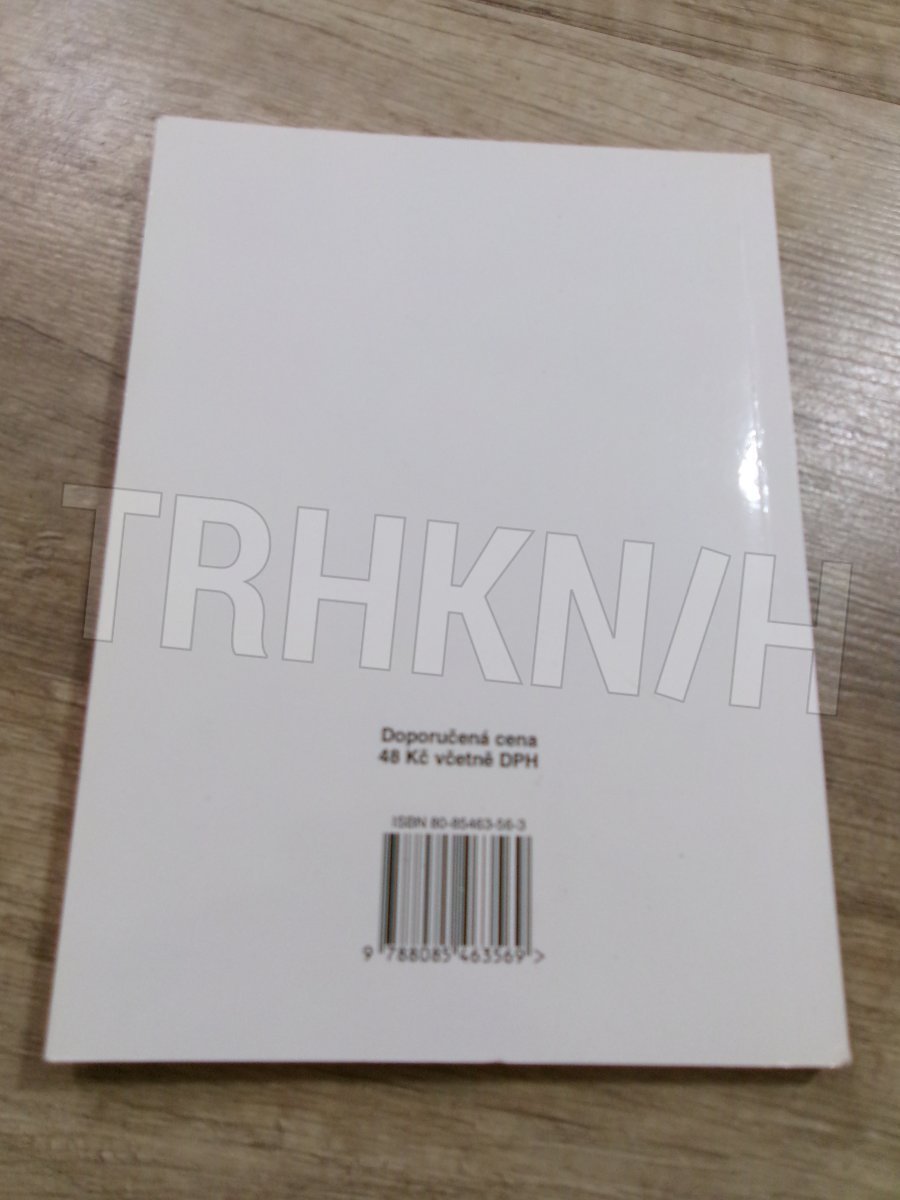 TRHKNIH
Doporučená cena
48 Kč včetně DPH
ISBN 80-85463-56-3
9 788085 463569 >